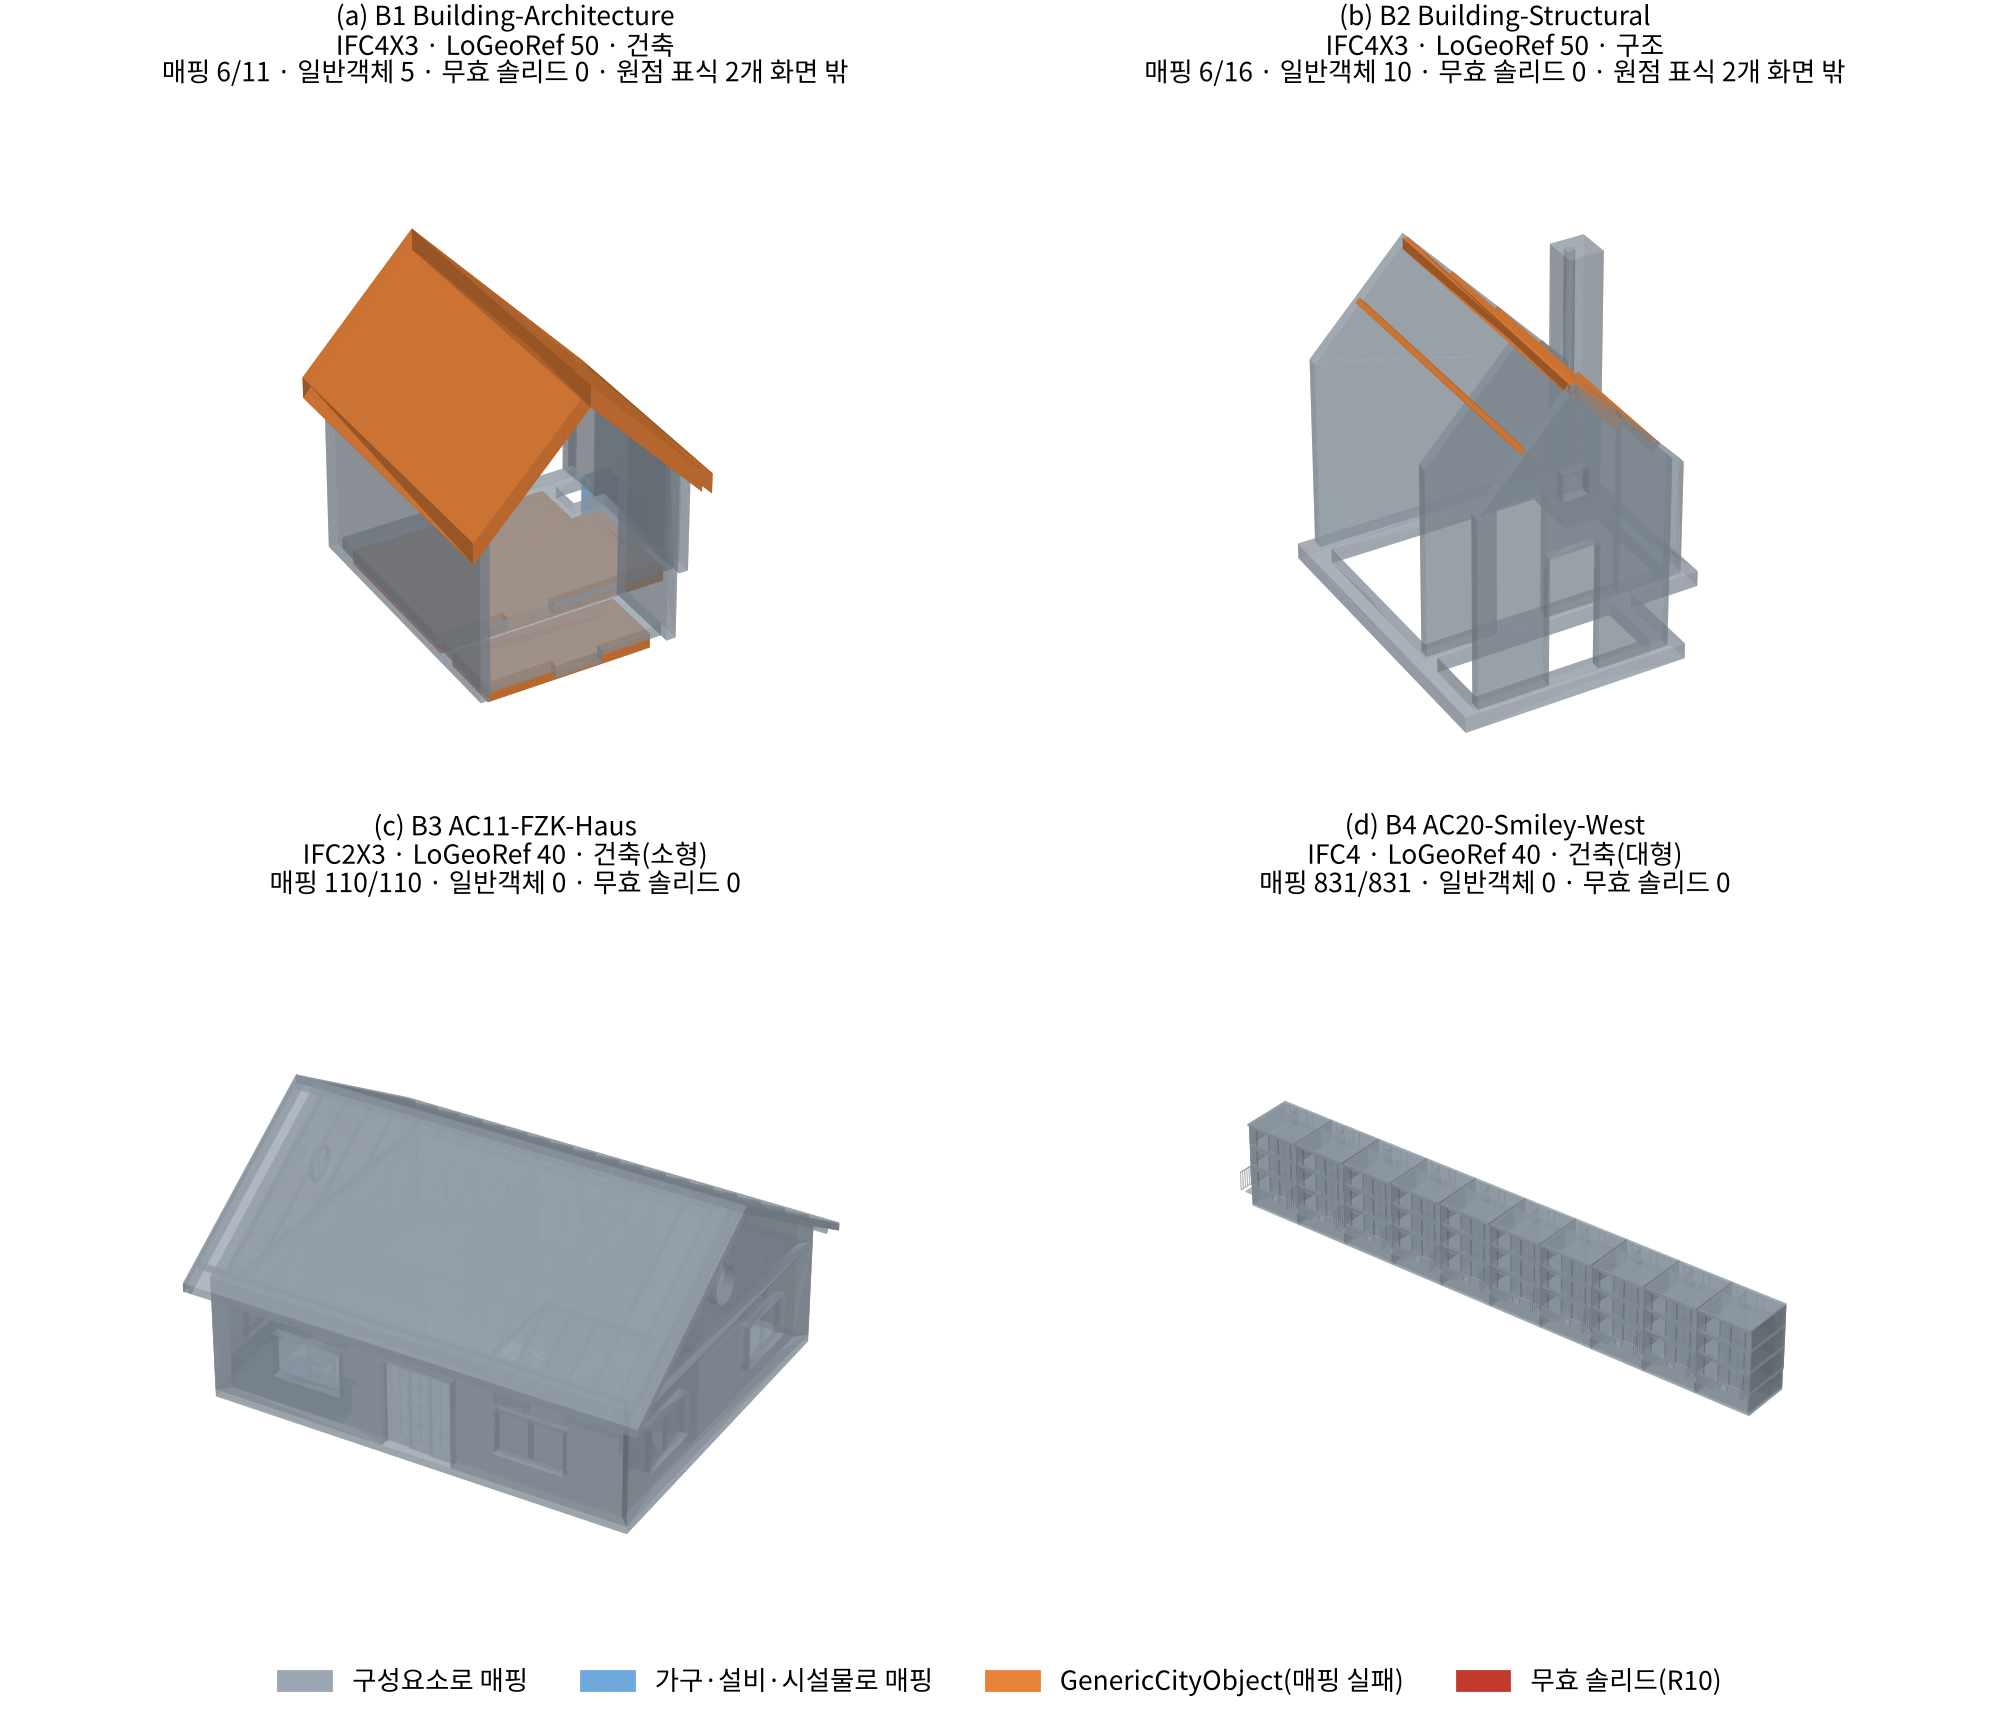 (a) B1 Building-Architecture
IFC4X3 · LoGeoRef 50 · 건축
매핑 6/11 · 일반객체 5 · 무효 솔리드 0 · 원점 표식 2개 화면 밖
(b) B2 Building-Structural
IFC4X3 · LoGeoRef 50 · 구조
매핑 6/16 · 일반객체 10 · 무효 솔리드 0 · 원점 표식 2개 화면 밖
(c) B3 AC11-FZK-Haus
IFC2X3 · LoGeoRef 40 · 건축(소형)
매핑 110/110 · 일반객체 0 · 무효 솔리드 0
(d) B4 AC20-Smiley-West
IFC4 · LoGeoRef 40 · 건축(대형)
매핑 831/831 · 일반객체 0 · 무효 솔리드 0
구성요소로 매핑
가구·설비·시설물로 매핑
GenericCityObject(매핑 실패)
무효 솔리드(R10)